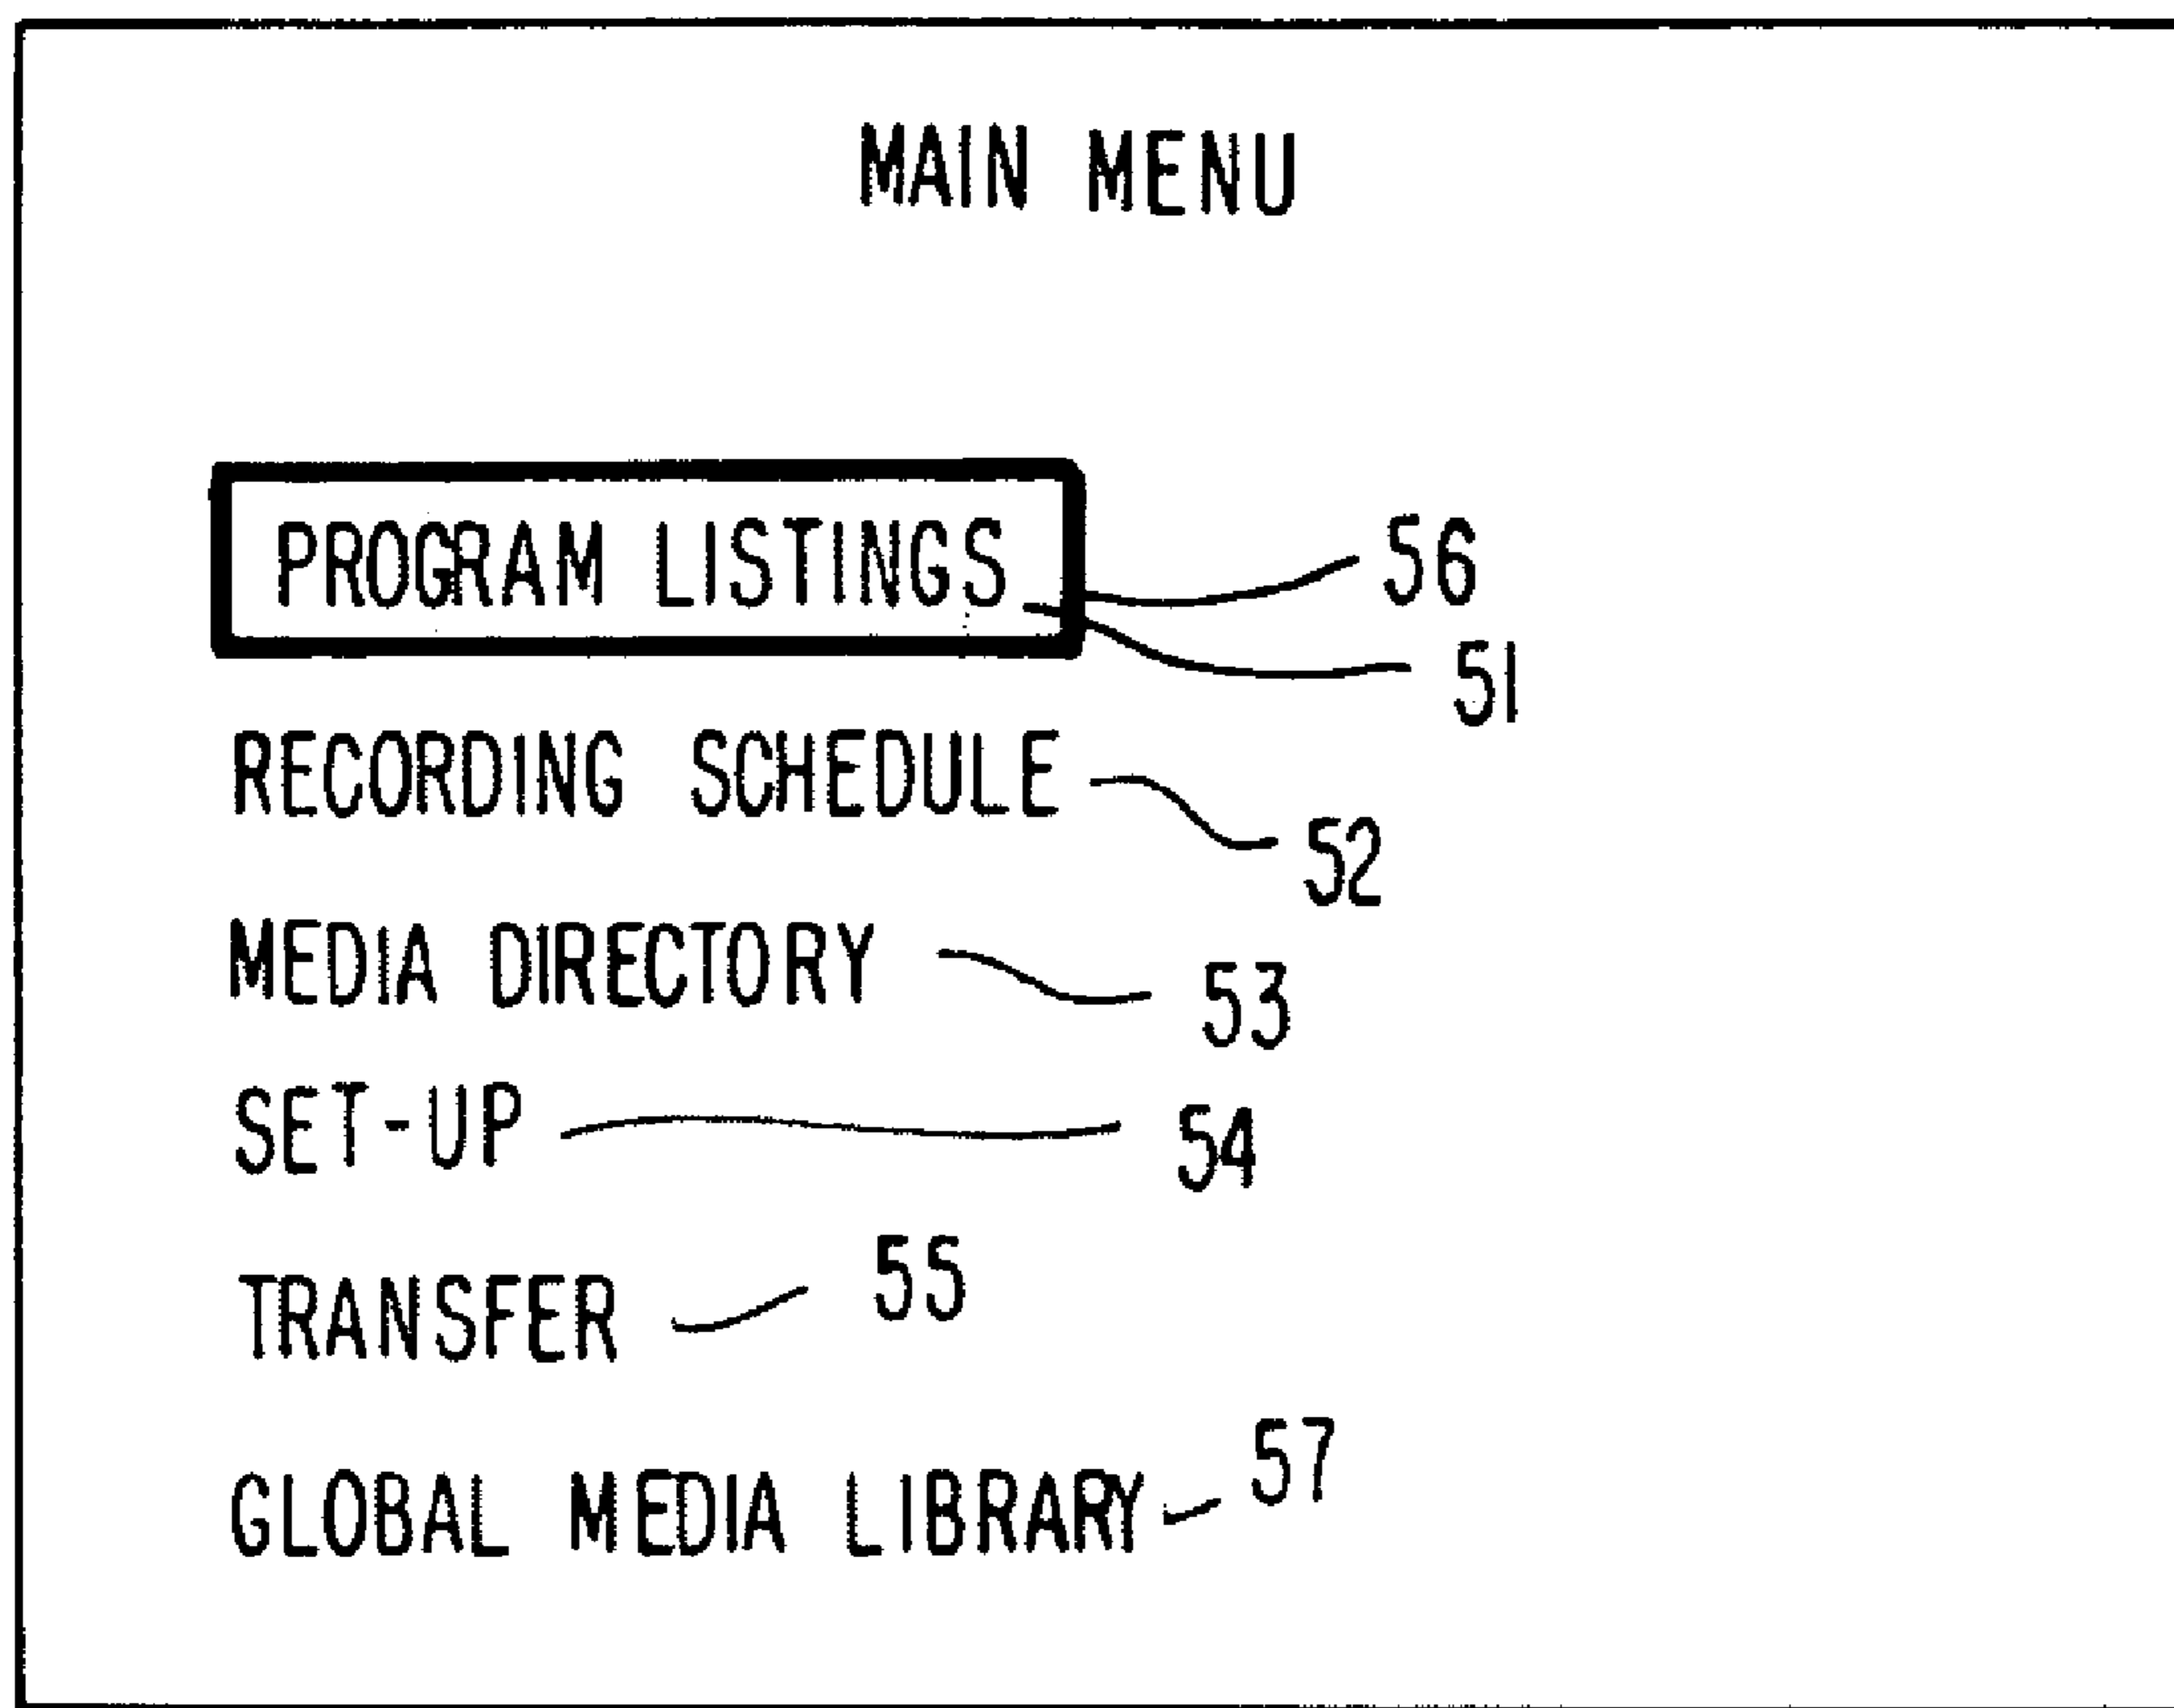 MAIN MENU
PROGRAM LISTINGS
56
51
RECORDING SCHEDULE
52
MEDIA DIRECTORY
53
SET-UP
54
TRANSFER
55
GLOBAL MEDIA LIBRARY
57